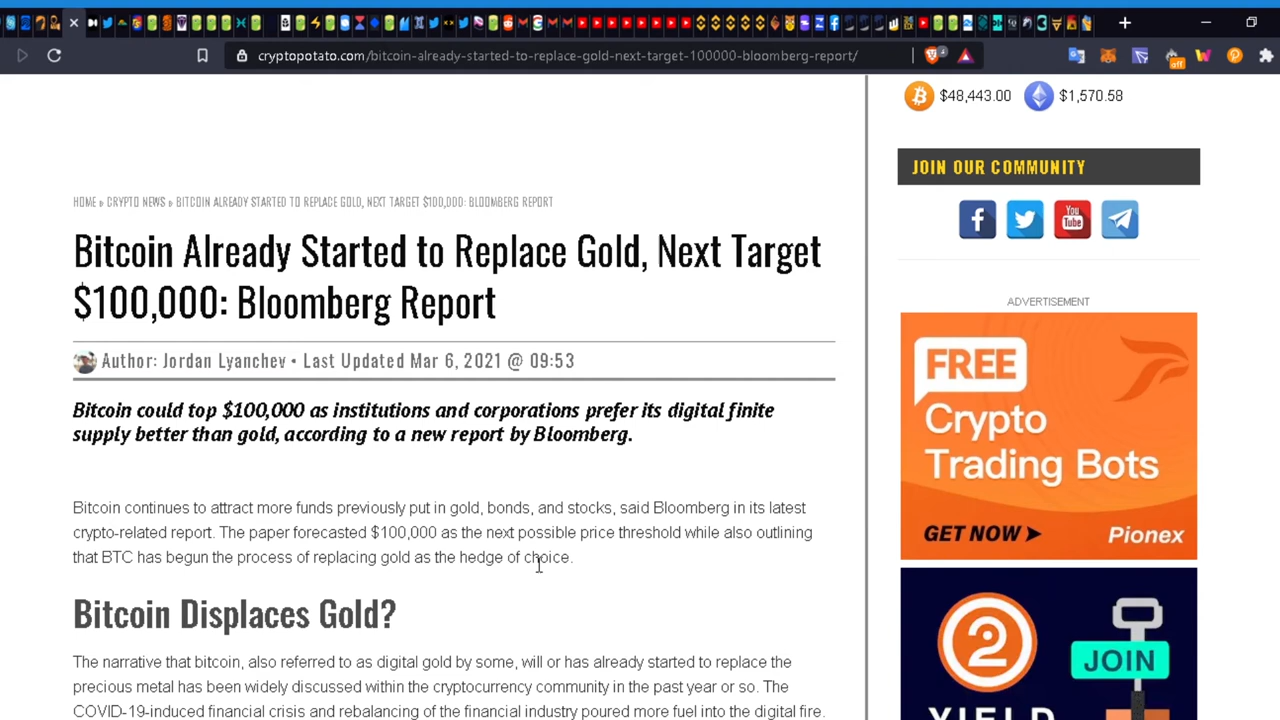 cryptopotato.com/bitcoin-already-started-to-replace-gold-next-target-100000-bloomberg-report/
off
$48,443.00 $1,570.58
JOIN OUR COMMUNITY
You
Tube
HOME » CRYPTO NEWS » BITCOIN ALREADY STARTED TO REPLACE GOLD, NEXT TARGET $100,000: BLOOMBERG REPORT
Bitcoin Already Started to Replace Gold, Next Target
$100,000: Bloomberg Report
Author: Jordan Lyanchev • Last Updated Mar 6, 2021 @ 09:53
Bitcoin could top $100,000 as institutions and corporations prefer its digital finite
supply better than gold, according to a new report by Bloomberg.
Bitcoin continues to attract more funds previously put in gold, bonds, and stocks, said Bloomberg in its latest
crypto-related report. The paper forecasted $100,000 as the next possible price threshold while also outlining
that BTC has begun the process of replacing gold as the hedge of choice.
Bitcoin Displaces Gold?
The narrative that bitcoin, also referred to as digital gold by some, will or has already started to replace the
precious metal has been widely discussed within the cryptocurrency community in the past year or so. The
COVID-19-induced financial crisis and rebalancing of the financial industry poured more fuel into the digital fire.
ADVERTISEMENT
FREE
Crypto
Trading Bots
GET NOW ➤ Pionex
2
JOIN
YIELD